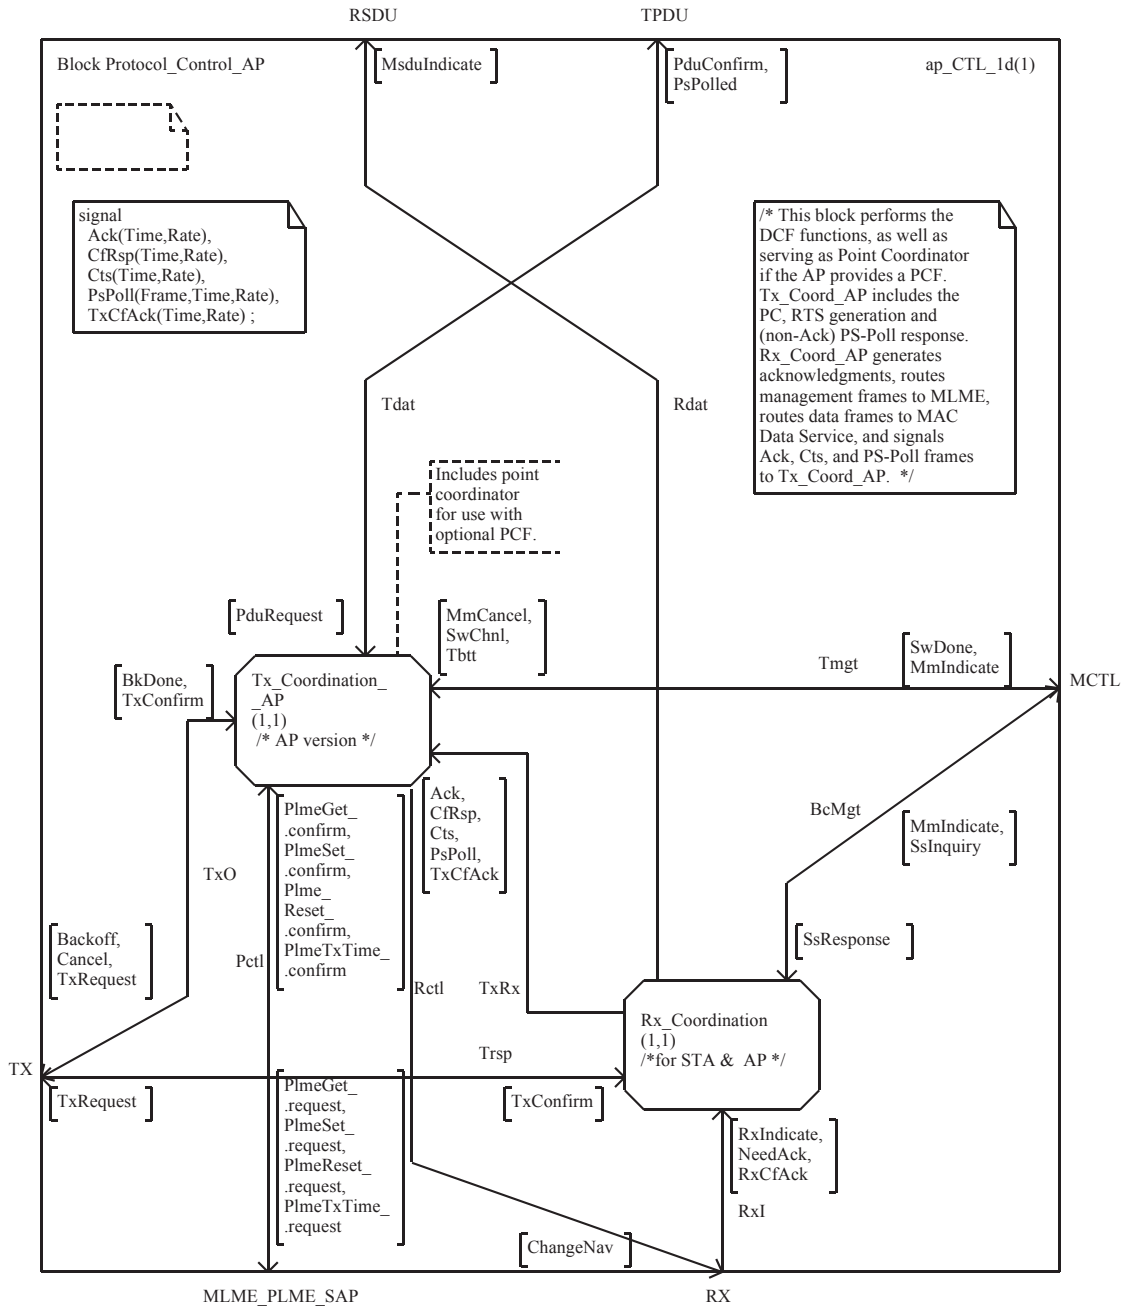 RSDU
TPDU
Block Protocol_Control_AP
MsduIndicate
PduConfirm,
PsPolled
ap_CTL_1d(1)
signal
Ack(Time,Rate),
CfRsp(Time,Rate),
Cts(Time,Rate),
PsPoll(Frame,Time,Rate),
TxCfAck(Time,Rate) ;
/* This block performs the
DCF functions, as well as
serving as Point Coordinator
if the AP provides a PCF.
Tx_Coord_AP includes the
PC, RTS generation and
(non-Ack) PS-Poll response.
Rx_Coord_AP generates
acknowledgments, routes
management frames to MLME,
routes data frames to MAC
Data Service, and signals
Ack, Cts, and PS-Poll frames
to Tx_Coord_AP.  */
Tdat
Rdat
Includes point
coordinator
for use with
optional PCF.
PduRequest
MmCancel,
SwChnl,
Tbtt
Tmgt
SwDone,
MmIndicate
MCTL
BkDone,
TxConfirm
Tx_Coordination_
_AP
(1,1)
/* AP version */
PlmeGet_
.confirm,
PlmeSet_
.confirm,
Plme_
Reset_
.confirm,
PlmeTxTime_
.confirm
Ack,
CfRsp,
Cts,
PsPoll,
TxCfAck
BcMgt
MmIndicate,
SsInquiry
TxO
Backoff,
Cancel,
TxRequest
Pctl
Rctl
TxRx
SsResponse
Rx_Coordination
(1,1)
/*for STA &  AP */
Trsp
TX
TxRequest
PlmeGet_
.request,
PlmeSet_
.request,
PlmeReset_
.request,
PlmeTxTime_
.request
TxConfirm
RxIndicate,
NeedAck,
RxCfAck
RxI
ChangeNav
MLME_PLME_SAP
RX